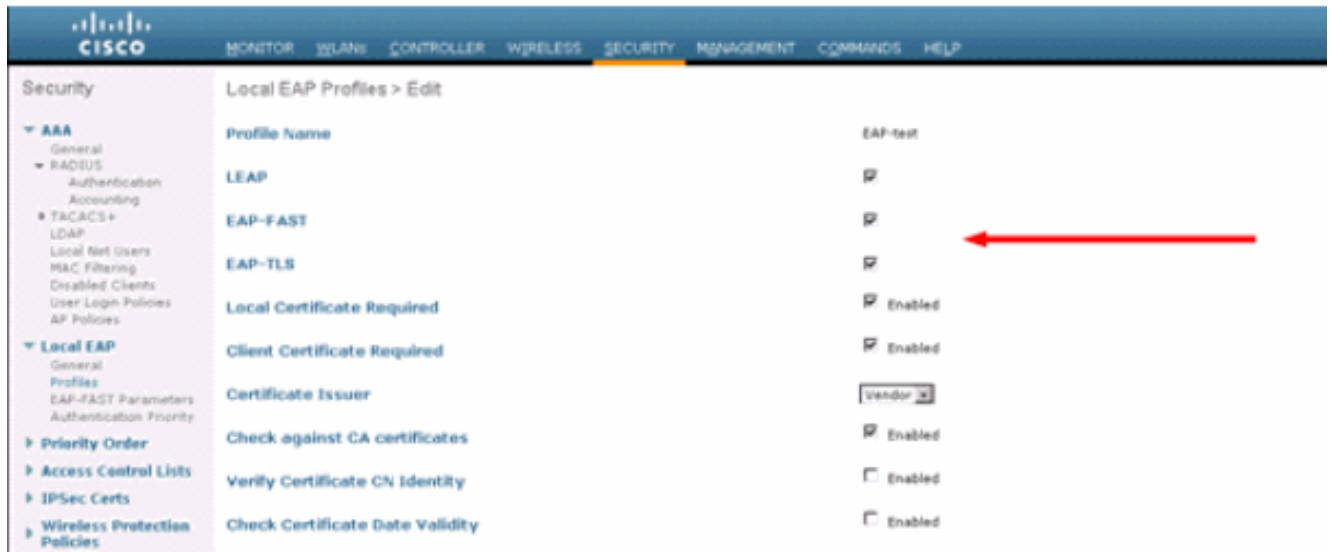 CISCO
MONITOR WLANs CONTROLLER WIRELESS SECURITY MANAGEMENT COMMANDS HELP
Security
AAA
General
RADIUS
Authentication
Accounting
TACACS+
LDAP
Local Net Users
MAC Filtering
Disabled Clients
User Login Policies
AP Policies
Local EAP
General
Profiles
EAP-FAST Parameters
Authentication Priority
Priority Order
Access Control Lists
IPSec Certs
Wireless Protection
Policies
Local EAP Profiles > Edit
Profile Name EAP-test
LEAP
EAP-FAST
EAP-TLS
Local Certificate Required Enabled
Client Certificate Required Enabled
Certificate Issuer Vendor
Check against CA certificates Enabled
Verify Certificate CN Identity Enabled
Check Certificate Date Validity Enabled